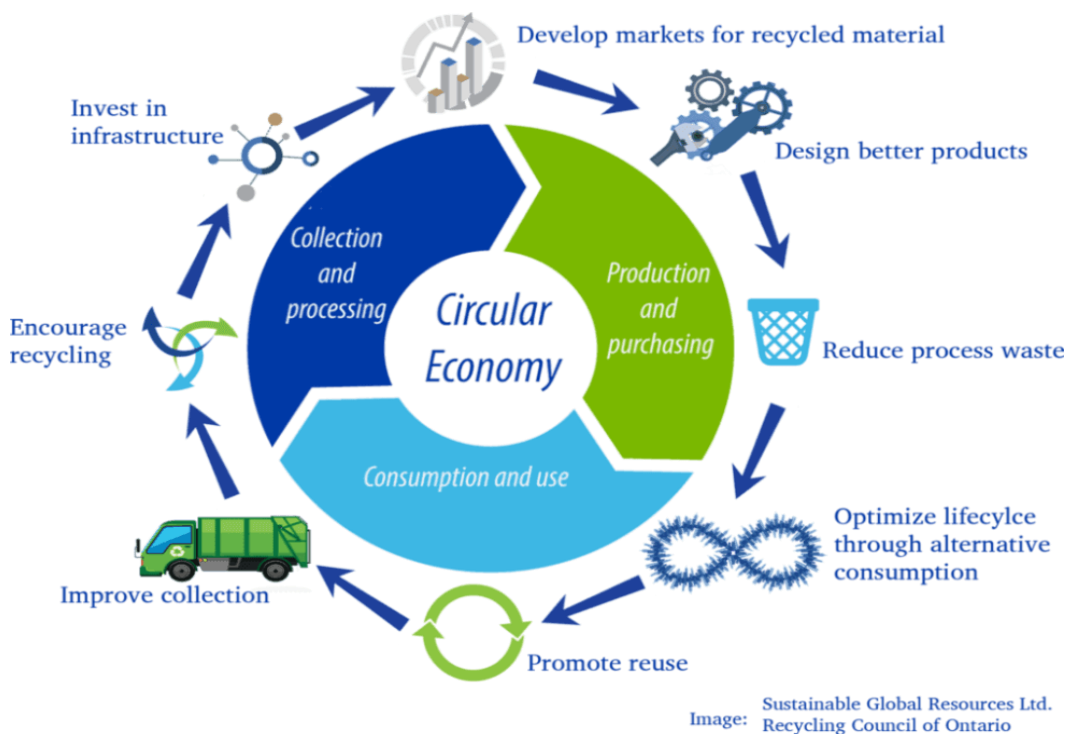 Develop markets for recycled material
Invest in
infrastructure
Design better products
Collection
and
processing
Production
and
purchasing
Circular
Economy
Encourage
recycling
Reduce process waste
Consumption and use
Optimize lifecylce
through alternative
consumption
Improve collection
Promote reuse
Image: Sustainable Global Resources Ltd.
Recycling Council of Ontario